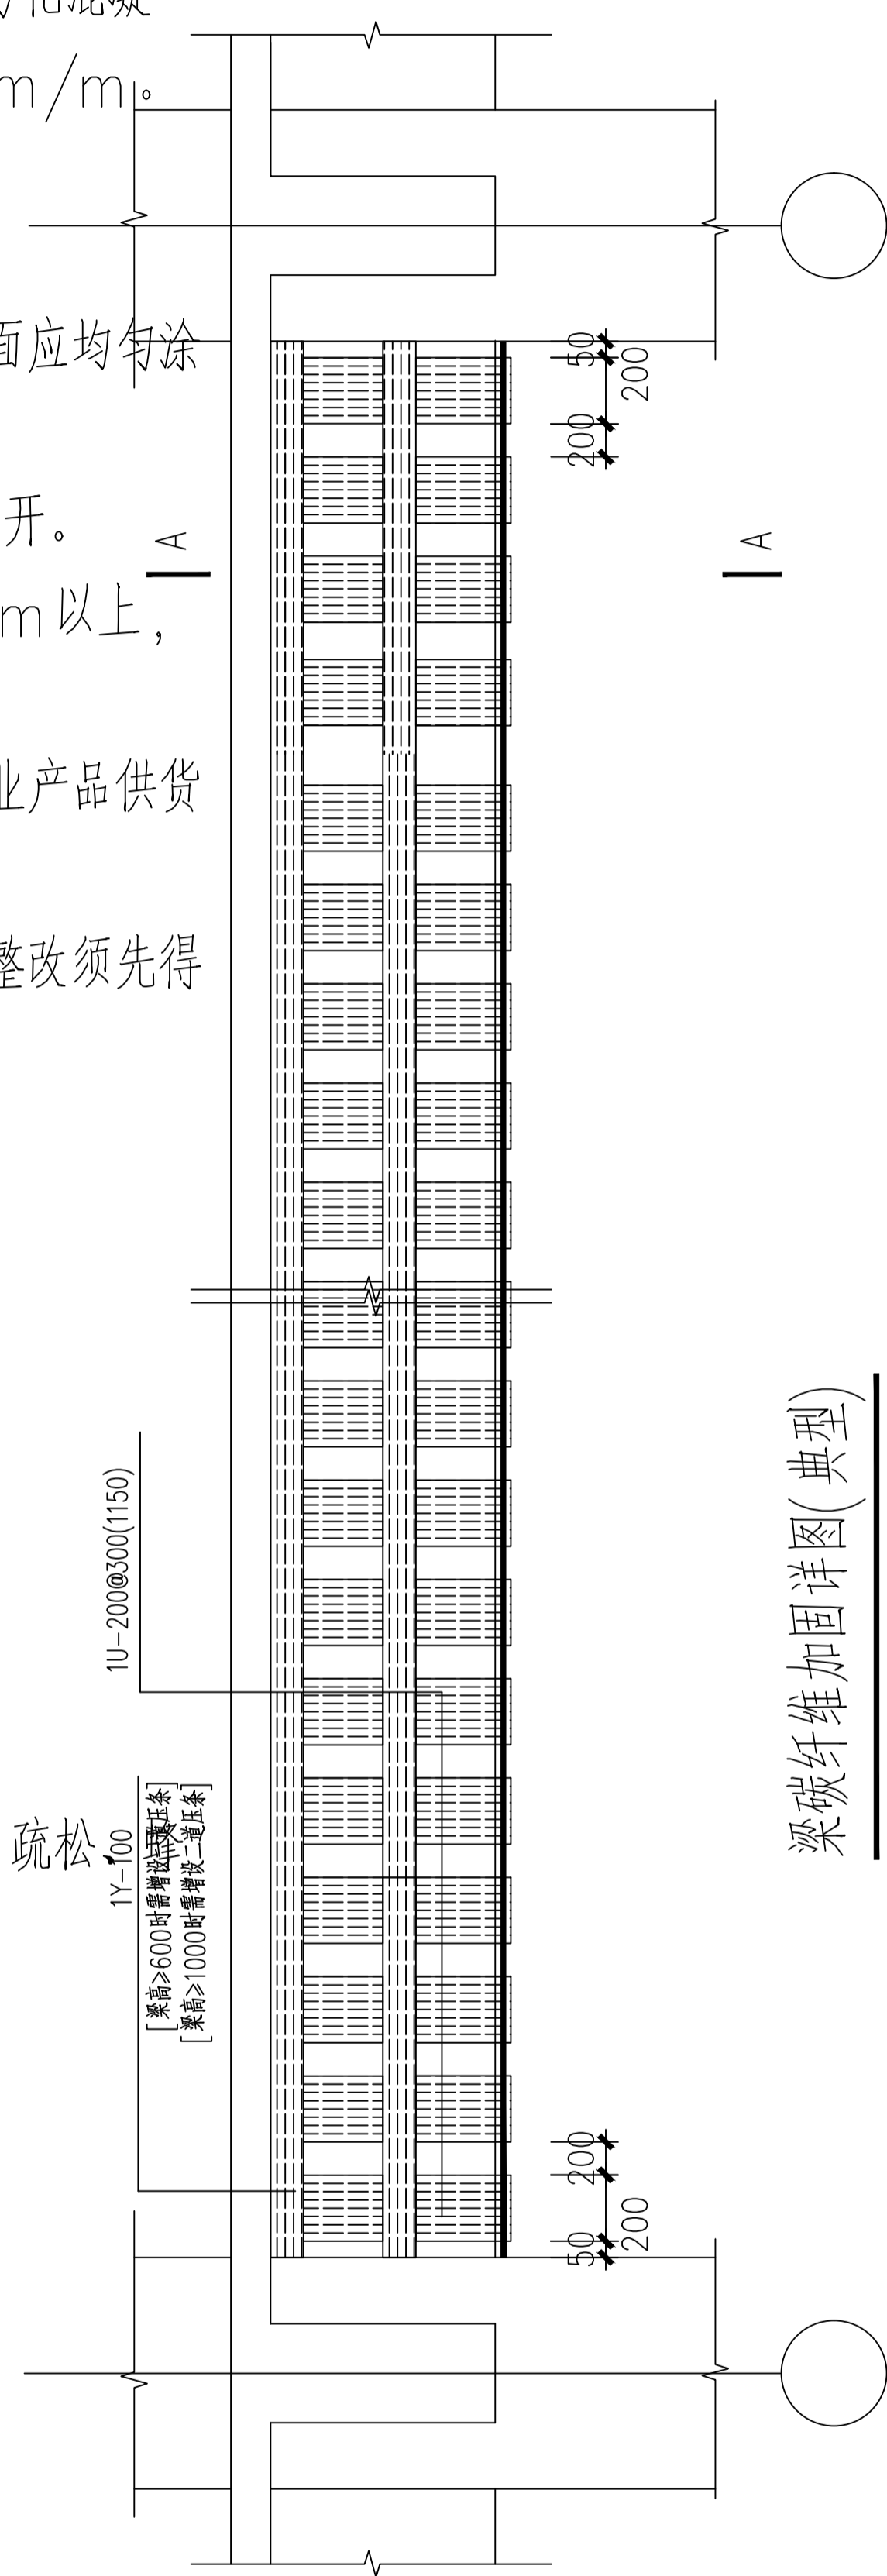 化混凝
m/m。
面应均匀涂
开。
m以上，
业产品供货
整改须先得
疏松、
50
200
200
A
A
1U-200@300(1150)
1Y-100
[梁高≥600时需增设一道压条]
[梁高≥1000时需增设二道压条]
200
200
50
梁碳纤维加固详图(典型)